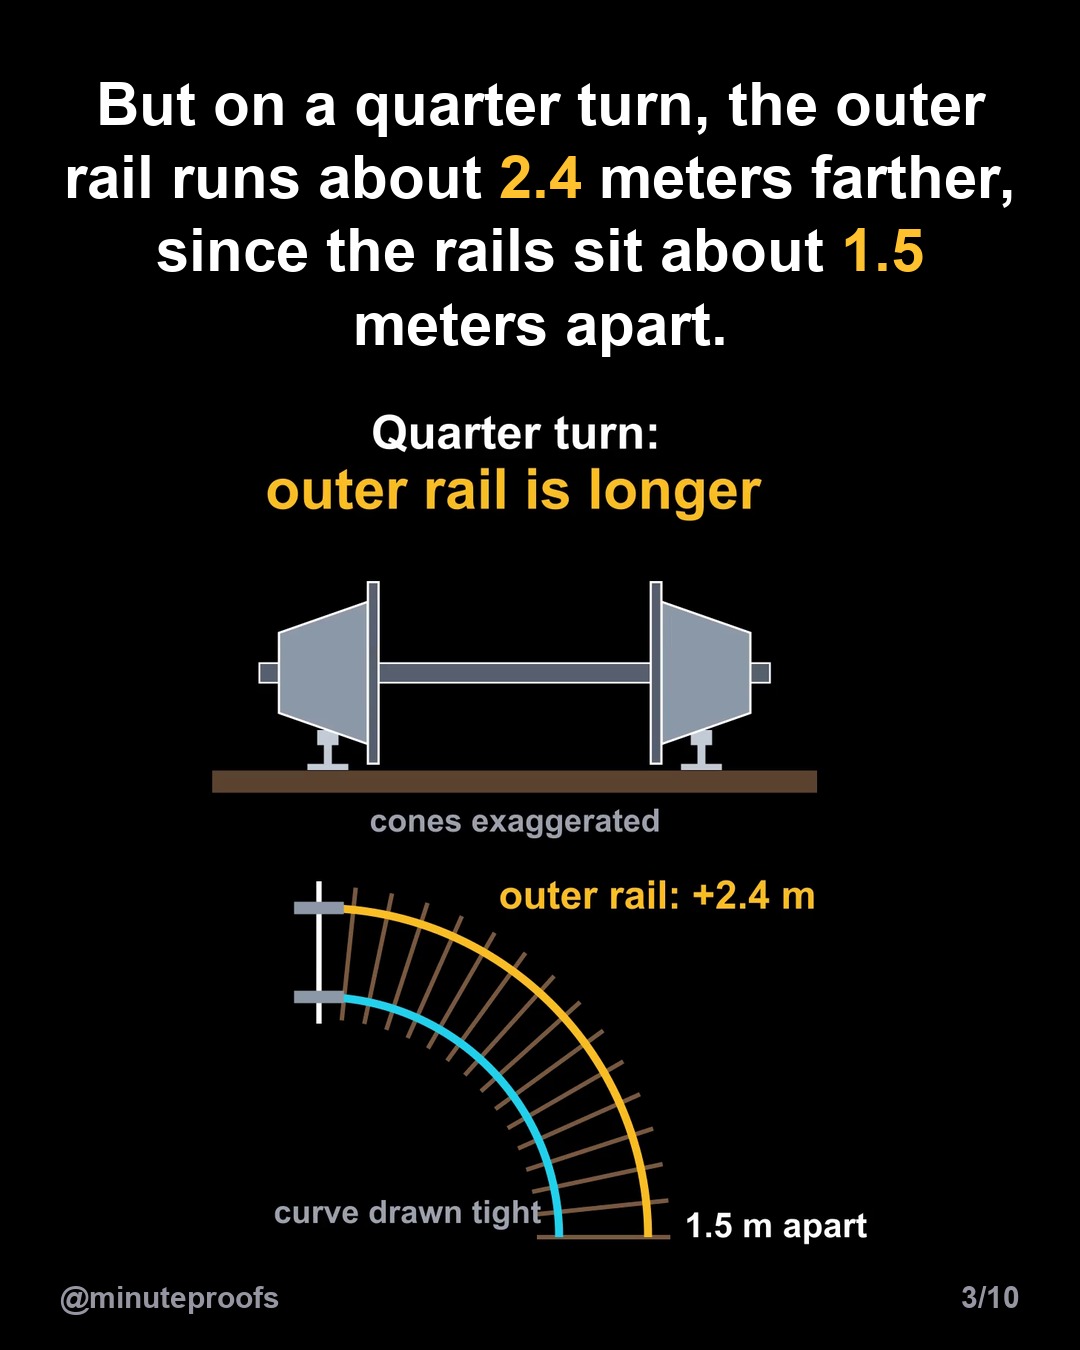 But on a quarter turn, the outer
rail runs about 2.4 meters farther,
since the rails sit about 1.5
meters apart.
Quarter turn:
outer rail is longer
cones exaggerated
outer rail: +2.4 m
curve drawn tight
1.5 m apart
@minuteproofs
3/10